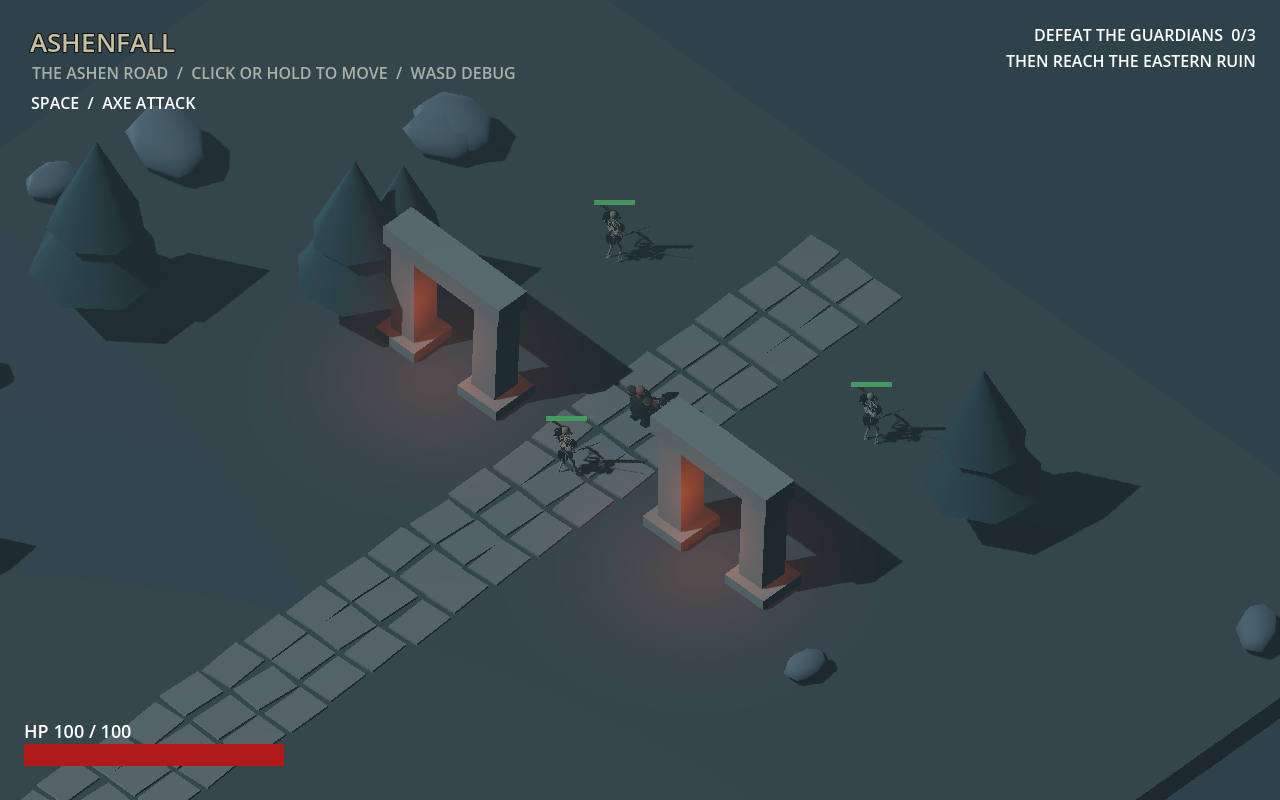 ASHENFALL
THE ASHEN ROAD / CLICK OR HOLD TO MOVE / WASD DEBUG
SPACE / AXE ATTACK
DEFEAT THE GUARDIANS 0/3
THEN REACH THE EASTERN RUIN
HP 100 / 100